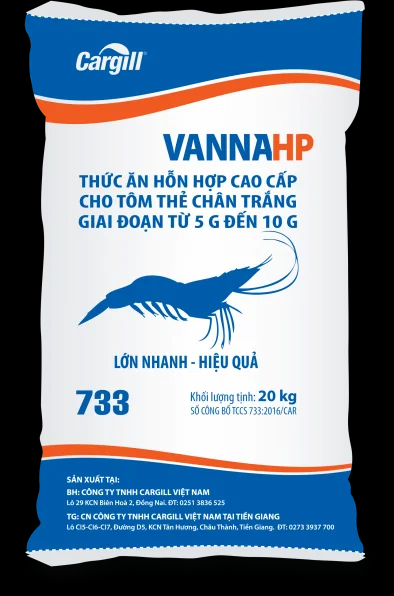 Cargill
VANNAHP
THỨC ĂN HỖN HỢP CAO CẤP
CHO TÔM THẺ CHÂN TRẮNG
GIAI ĐOẠN TỪ 5 G ĐẾN 10 G
LỚN NHANH - HIỆU QUẢ
733
Khối lượng tịnh: 20 kg
SỐ CÔNG BỐ TCCS 733:2016/CAR
SẢN XUẤT TẠI:
BH: CÔNG TY TNHH CARGILL VIỆT NAM
Lô 29 KCN Biên Hoà 2, Đồng Nai. ĐT: 0251 3836 525
TG: CN CÔNG TY TNHH CARGILL VIỆT NAM TẠI TIỀN GIANG
Lô CI5-CI6-CI7, Đường D5, KCN Tân Hương, Châu Thành, Tiền Giang. ĐT: 0273 3937 700